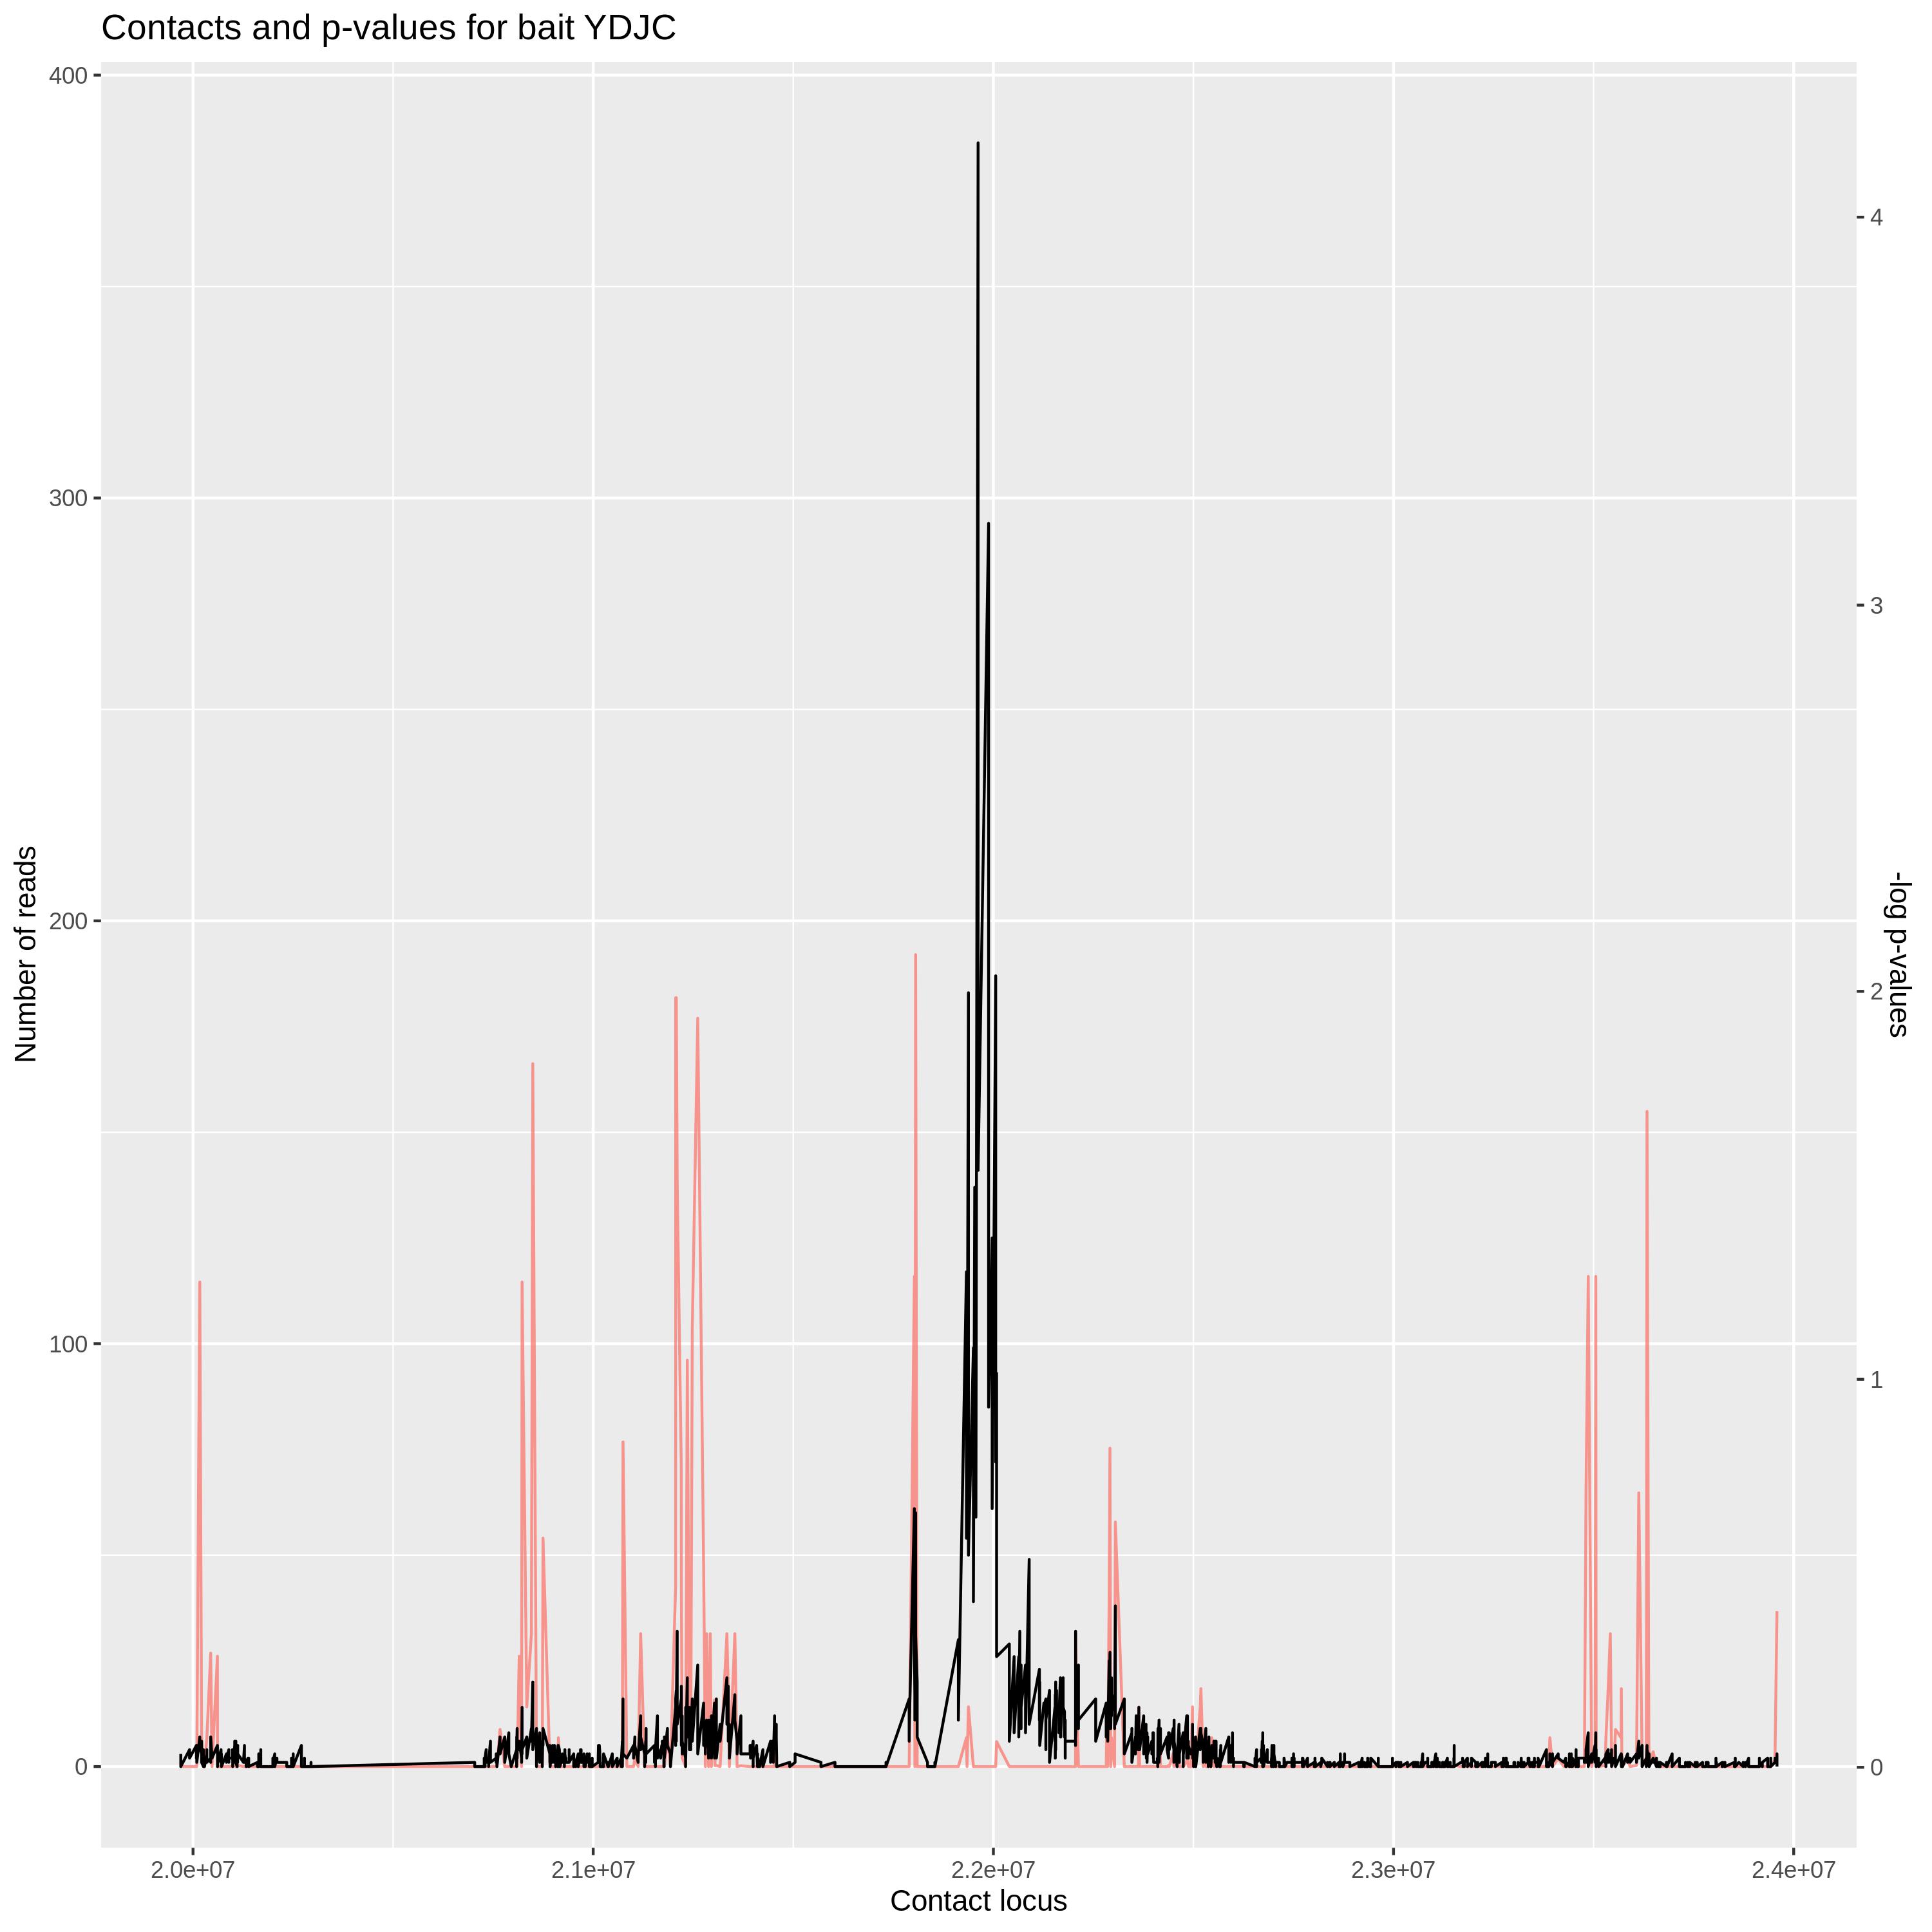 Contacts and p-values for bait YDJC
400
300
200
100
0
Number of reads
4
3
2
1
0
-log p-values
2.0e+07
2.1e+07
2.2e+07
2.3e+07
2.4e+07
Contact locus